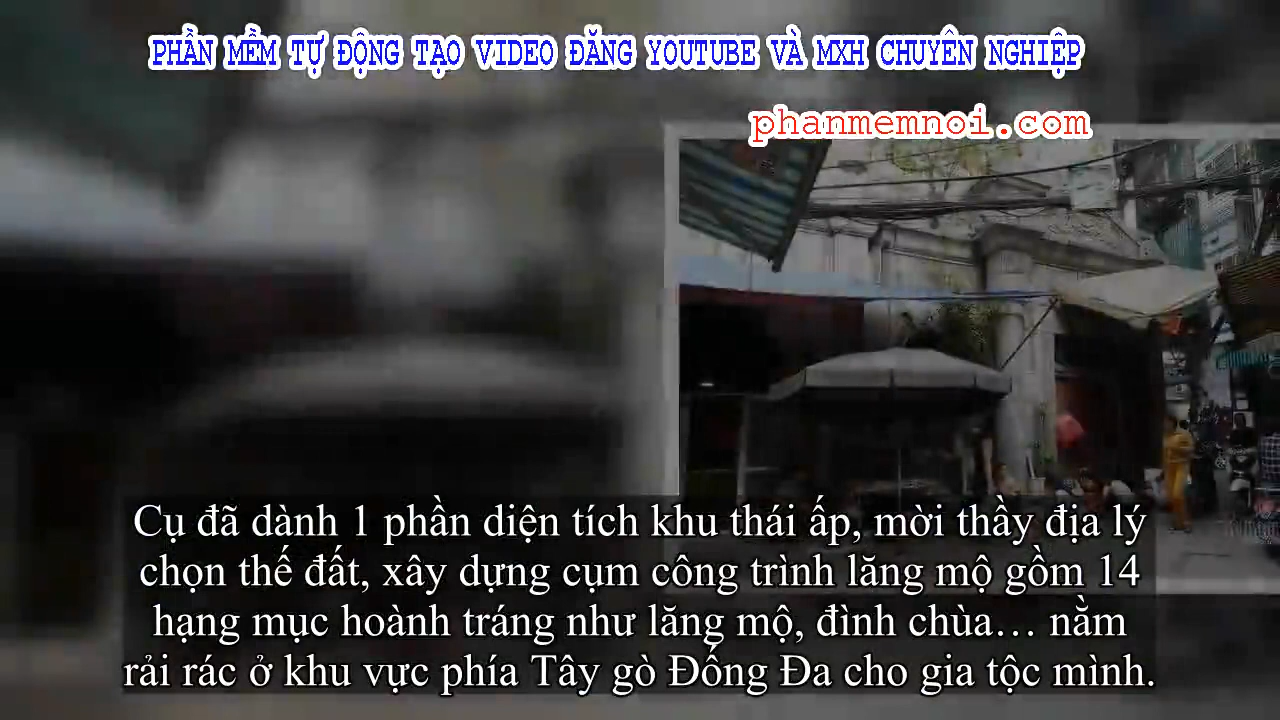 PHẦN MỀM TỰ ĐỘNG TẠO VIDEO ĐĂNG YOUTUBE VÀ MXH CHUYÊN NGHIỆP
phanmemnoi.com
Cụ đã dành 1 phần diện tích khu thái ấp, mời thầy địa lý
chọn thế đất, xây dựng cụm công trình lăng mộ gồm 14
hạng mục hoành tráng như lăng mộ, đình chùa… nằm
rải rác ở khu vực phía Tây gò Đống Đa cho gia tộc mình.